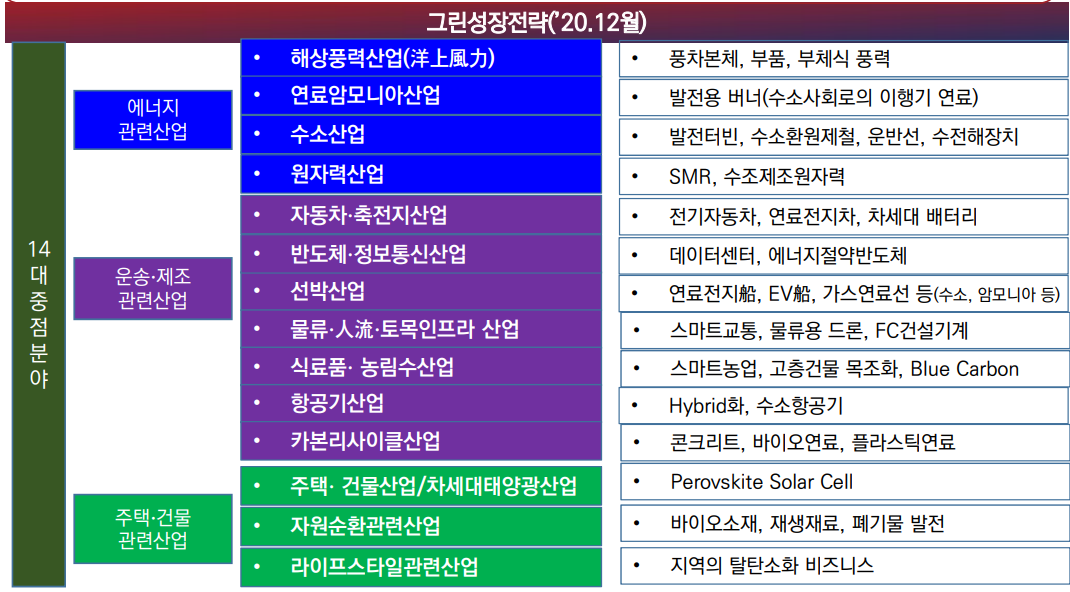 그린성장전략('20.12월)
14
대
중
점
분
야
에너지
관련산업
• 해상풍력산업(洋上風力)
• 풍차본체, 부품, 부체식 풍력
• 연료암모니아산업
• 발전용 버너(수소사회로의 이행기 연료)
• 수소산업
• 발전터빈, 수소환원제철, 운반선, 수전해장치
• 원자력산업
• SMR, 수조제조원자력
운송·제조
관련산업
• 자동차·축전지산업
• 전기자동차, 연료전지차, 차세대 배터리
• 반도체·정보통신산업
• 데이터센터, 에너지절약반도체
• 선박산업
• 연료전지船, EV船, 가스연료선 등(수소, 암모니아 등)
• 물류·人流·토목인프라 산업
• 스마트교통, 물류용 드론, FC건설기계
• 식료품· 농림수산업
• 스마트농업, 고층건물 목조화, Blue Carbon
• 항공기산업
• Hybrid화, 수소항공기
• 카본리사이클산업
• 콘크리트, 바이오연료, 플라스틱연료
주택·건물
관련산업
• 주택· 건물산업/차세대태양광산업
• Perovskite Solar Cell
• 자원순환관련산업
• 바이오소재, 재생재료, 폐기물 발전
• 라이프스타일관련산업
• 지역의 탈탄소화 비즈니스